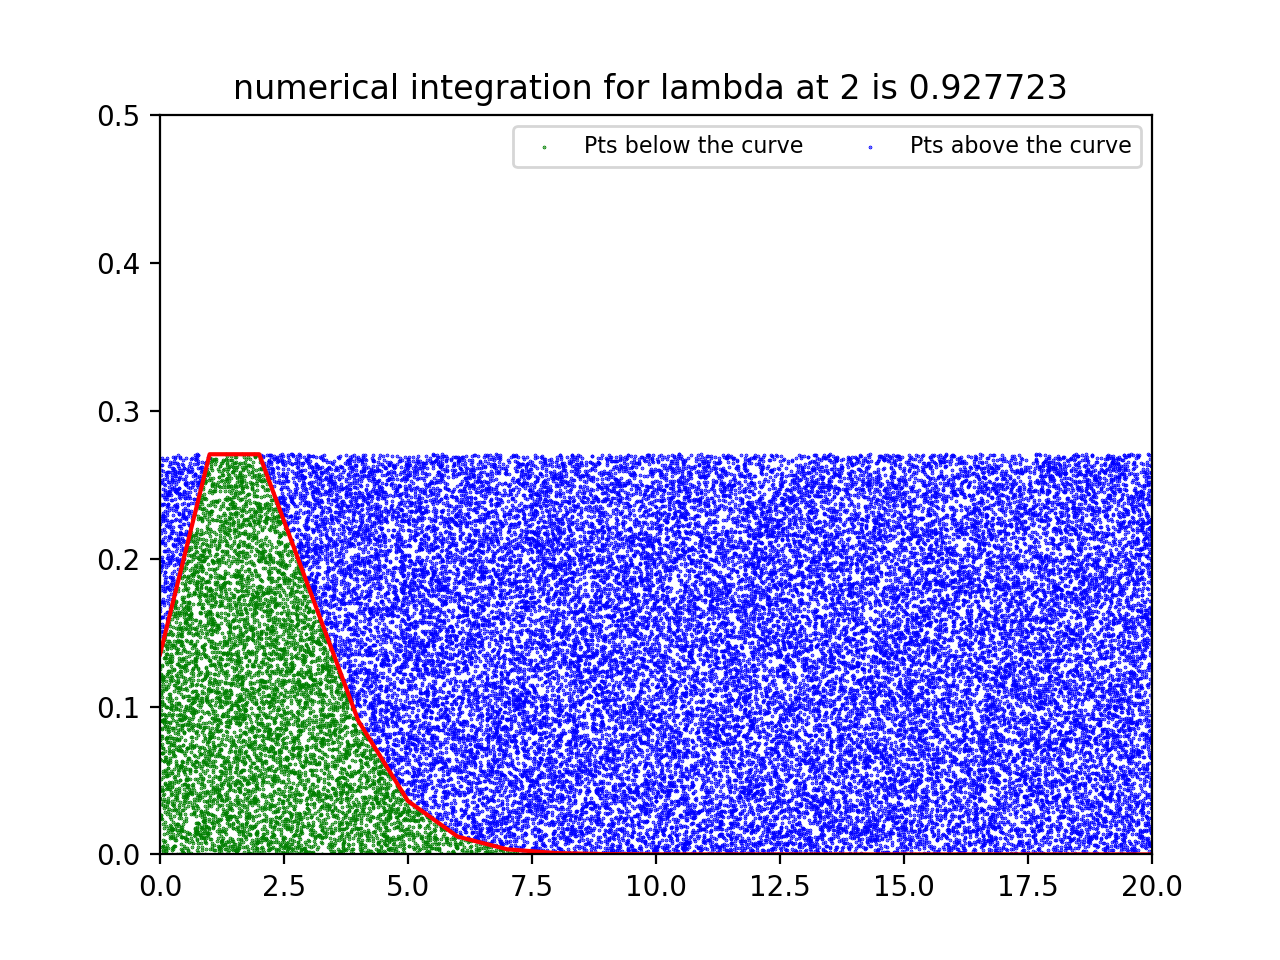 numerical integration for lambda at 2 is 0.927723
0.5
Pts below the curve Pts above the curve
0.4
0.3
0.2
0.1
0.0
0.0 2.5 5.0 7.5 10.0 12.5 15.0 17.5 20.0